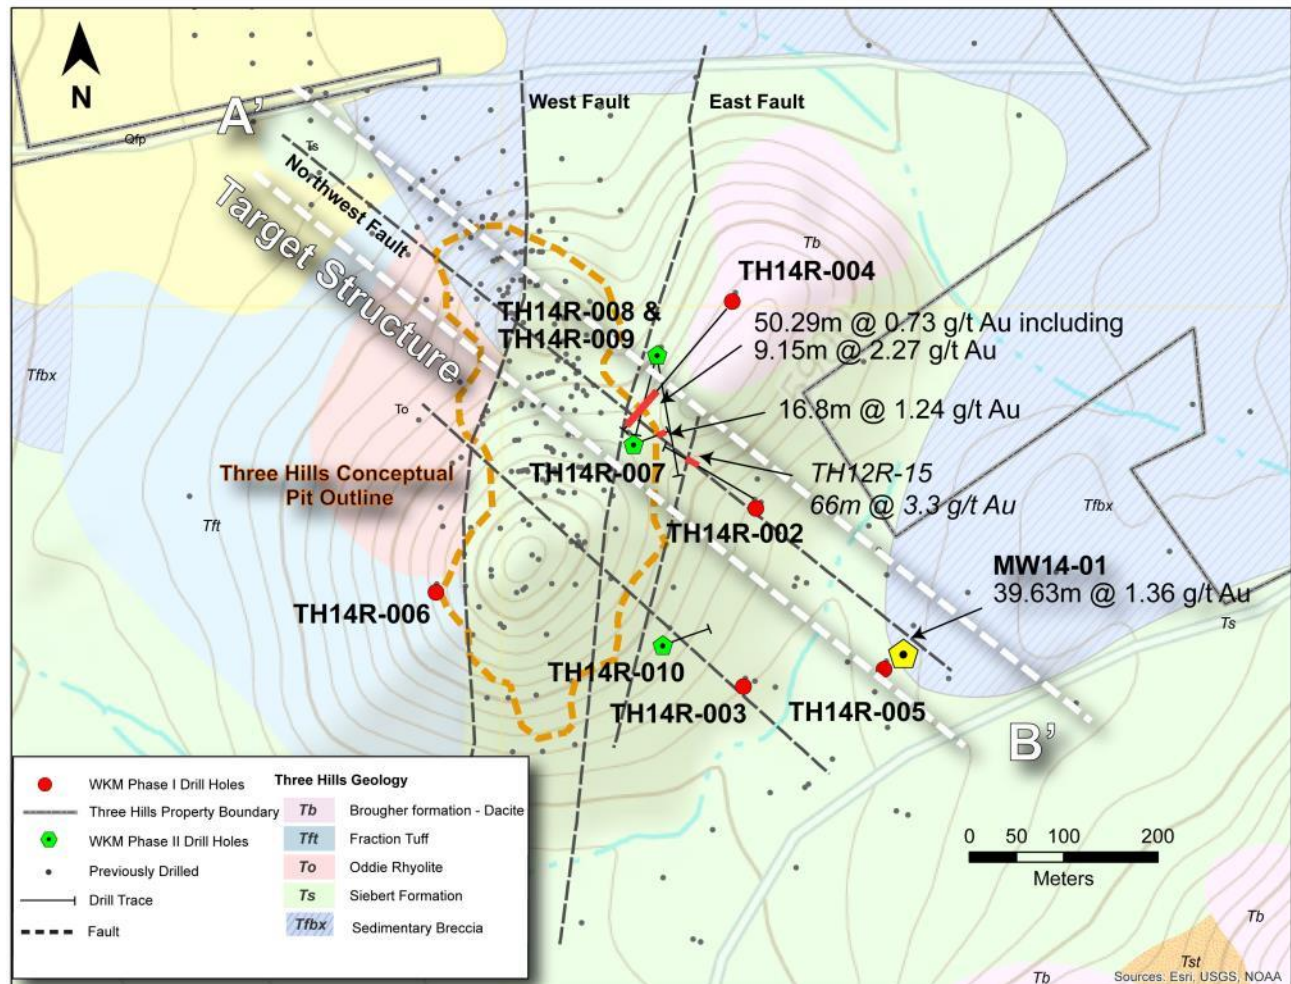 N
A'
Qfp
Ts
West Fault
East Fault
Northwest Fault
Target Structure
Tb
TH14R-004
50.29m @ 0.73 g/t Au including
9.15m @ 2.27 g/t Au
TH14R-008 &
TH14R-009
Tfbx
To
16.8m @ 1.24 g/t Au
Three Hills Conceptual
Pit Outline
TH14R-007
TH12R-15
66m @ 3.3 g/t Au
Tft
Tfbx
TH14R-002
MW14-01
39.63m @ 1.36 g/t Au
TH14R-006
Ts
TH14R-010
TH14R-003
TH14R-005
B'
WKM Phase I Drill Holes
Three Hills Property Boundary
WKM Phase II Drill Holes
Previously Drilled
Drill Trace
Fault
Three Hills Geology
Tb Brougher formation - Dacite
Tft Fraction Tuff
To Oddie Rhyolite
Ts Siebert Formation
Tfbx Sedimentary Breccia
0 50 100 200
Meters
Tb
Tst
Tb
Sources: Esri, USGS, NOAA